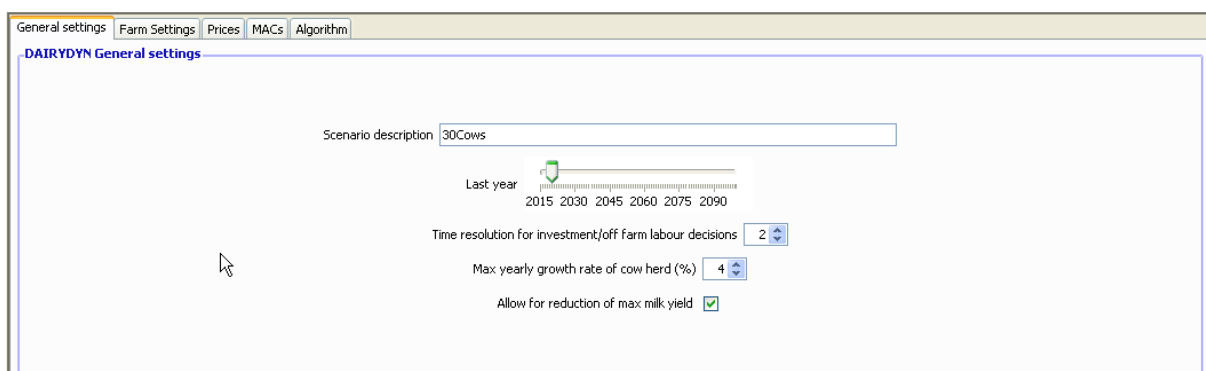 General settings Farm Settings Prices MACs Algorithm
DAIRYDYN General settings
Scenario description 30Cows
Last year
2015 2030 2045 2060 2075 2090
Time resolution for investment/off farm labour decisions 2
Max yearly growth rate of cow herd (%) 4
Allow for reduction of max milk yield